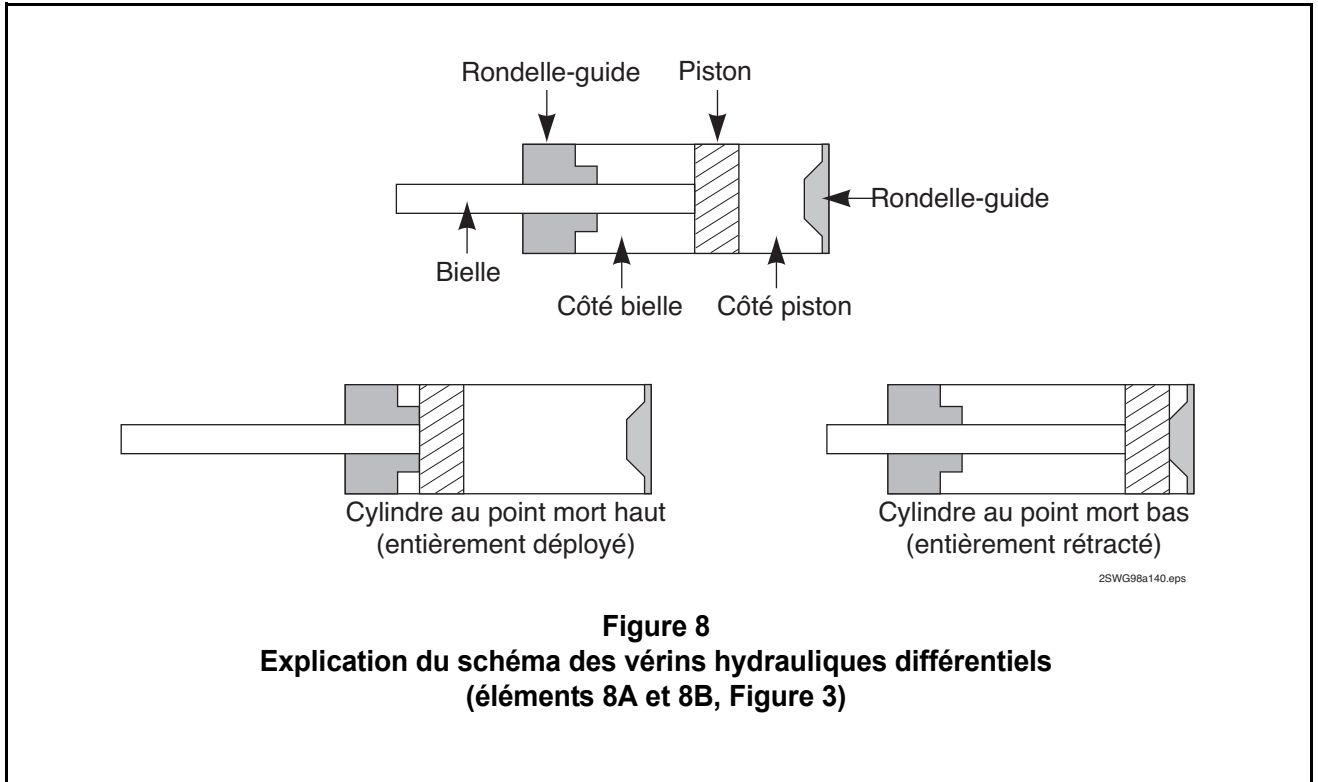 Rondelle-guide
Piston
Rondelle-guide
Bielle
Côté bielle
Côté piston
Cylindre au point mort haut
(entièrement déployé)
Cylindre au point mort bas
(entièrement rétracté)
2SWG98a140.eps
Figure 8
Explication du schéma des vérins hydrauliques différentiels
(éléments 8A et 8B, Figure 3)